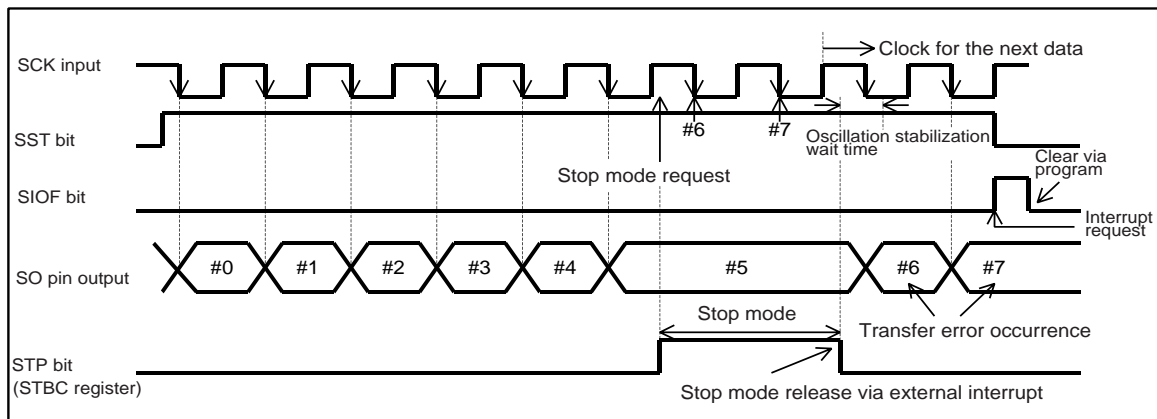 Clock for the next data
SCK input
#6
#7
Oscillation stabilization
wait time
SST bit
Stop mode request
Clear via
program
SIOF bit
Interrupt
request
SO pin output
#0
#1
#2
#3
#4
#5
#6
#7
Stop mode
Transfer error occurrence
STP bit
(STBC register)
Stop mode release via external interrupt